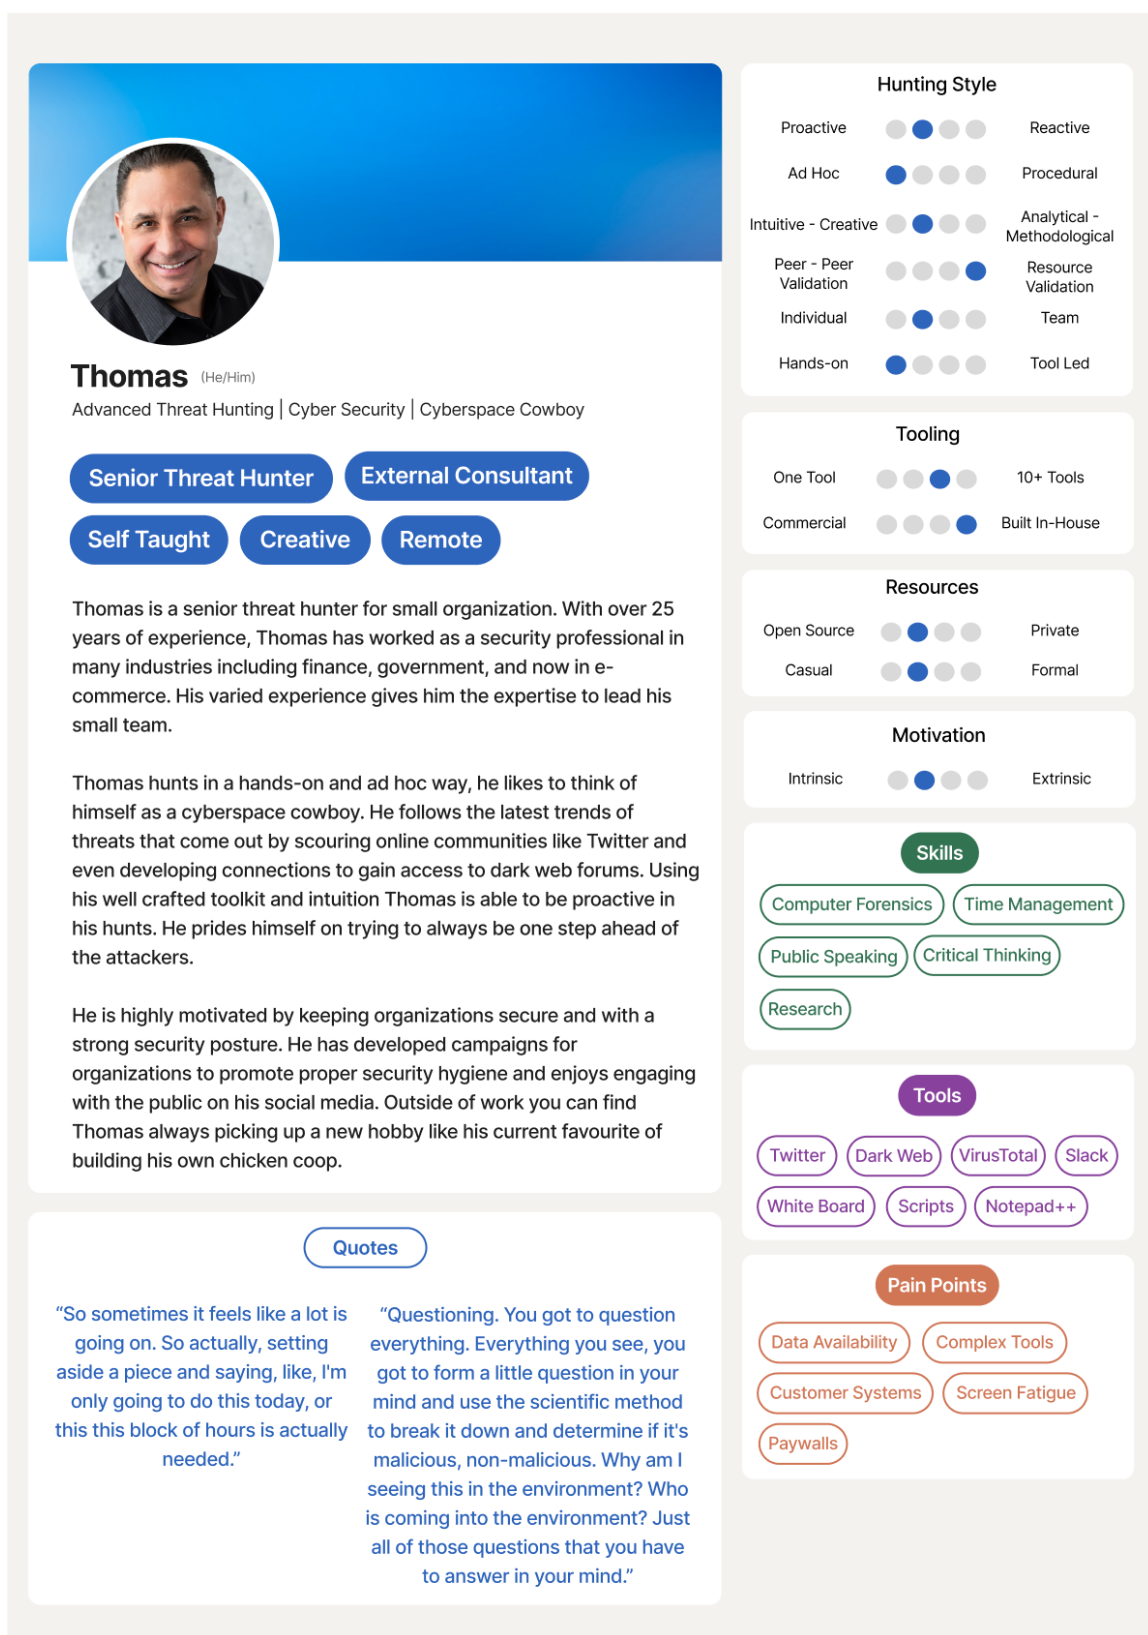 Thomas (He/Him)
Advanced Threat Hunting | Cyber Security | Cyberspace Cowboy
Senior Threat Hunter
External Consultant
Self Taught
Creative
Remote
Thomas is a senior threat hunter for small organization. With over 25
years of experience, Thomas has worked as a security professional in
many industries including finance, government, and now in e-
commerce. His varied experience gives him the expertise to lead his
small team.
Thomas hunts in a hands-on and ad hoc way, he likes to think of
himself as a cyberspace cowboy. He follows the latest trends of
threats that come out by scouring online communities like Twitter and
even developing connections to gain access to dark web forums. Using
his well crafted toolkit and intuition Thomas is able to be proactive in
his hunts. He prides himself on trying to always be one step ahead of
the attackers.
He is highly motivated by keeping organizations secure and with a
strong security posture. He has developed campaigns for
organizations to promote proper security hygiene and enjoys engaging
with the public on his social media. Outside of work you can find
Thomas always picking up a new hobby like his current favourite of
building his own chicken coop.
Quotes
“So sometimes it feels like a lot is
going on. So actually, setting
aside a piece and saying, like, I'm
only going to do this today, or
this this block of hours is actually
needed.”
“Questioning. You got to question
everything. Everything you see, you
got to form a little question in your
mind and use the scientific method
to break it down and determine if it's
malicious, non-malicious. Why am I
seeing this in the environment? Who
is coming into the environment? Just
all of those questions that you have
to answer in your mind.”
Hunting Style
Proactive
Reactive
Ad Hoc
Procedural
Intuitive - Creative
Analytical -
Methodological
Peer - Peer
Validation
Resource
Validation
Individual
Team
Hands-on
Tool Led
Tooling
One Tool
10+ Tools
Commercial
Built In-House
Resources
Open Source
Private
Casual
Formal
Motivation
Intrinsic
Extrinsic
Skills
Computer Forensics
Time Management
Public Speaking
Critical Thinking
Research
Tools
Twitter
Dark Web
VirusTotal
Slack
White Board
Scripts
Notepad++
Pain Points
Data Availability
Complex Tools
Customer Systems
Screen Fatigue
Paywalls